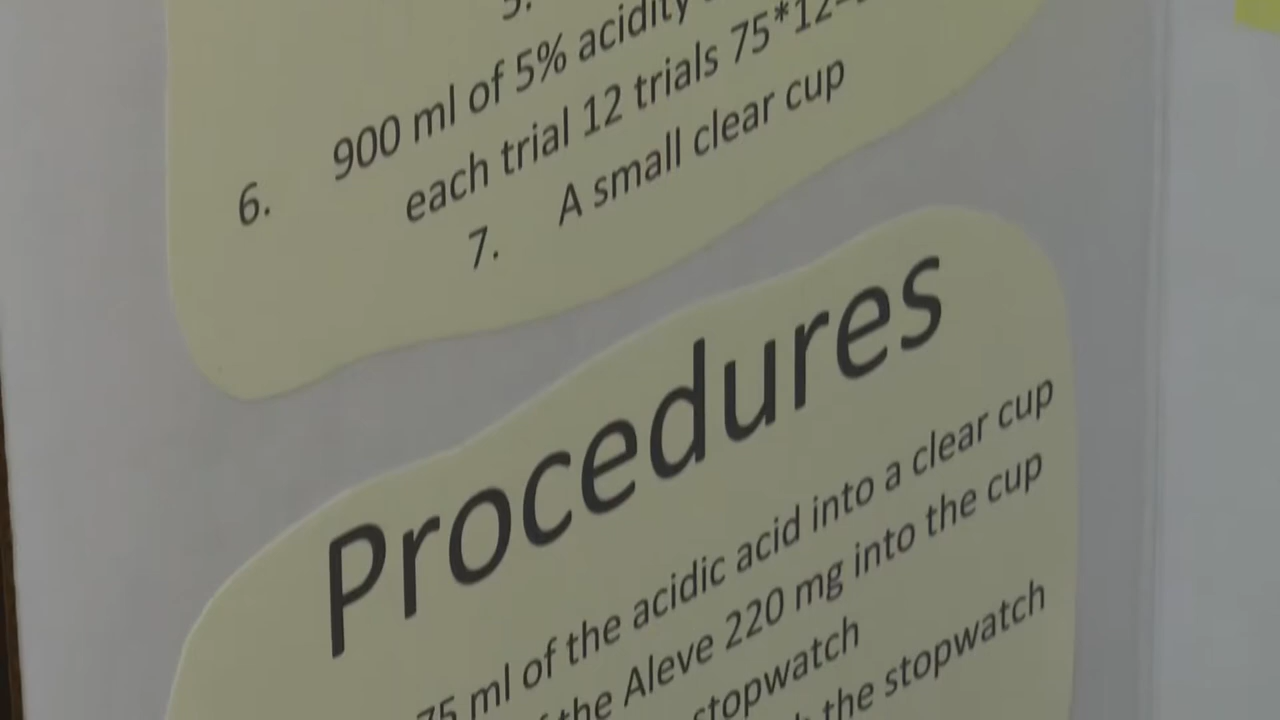 5.
6. 900 ml of 5% acidity
each trial 12 trials 75*12
7. A small clear cup
Procedures
75 ml of the acidic acid into a clear cup
the Aleve 220 mg into the cup
stopwatch
the stopwatch